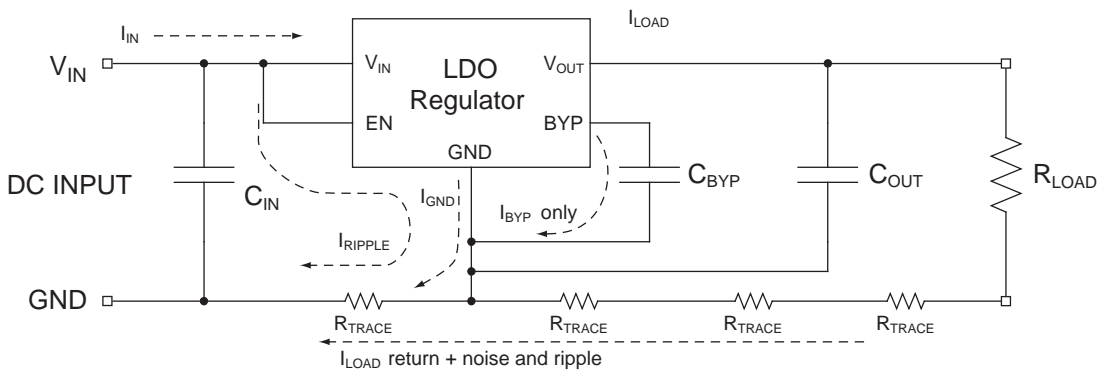 I_IN
I_LOAD
V_IN
V_IN
LDO
Regulator
V_OUT
EN
BYP
GND
DC INPUT
C_IN
I_GND
I_BYP only
C_BYP
C_OUT
R_LOAD
I_RIPPLE
GND
R_TRACE
R_TRACE
R_TRACE
R_TRACE
I_LOAD return + noise and ripple